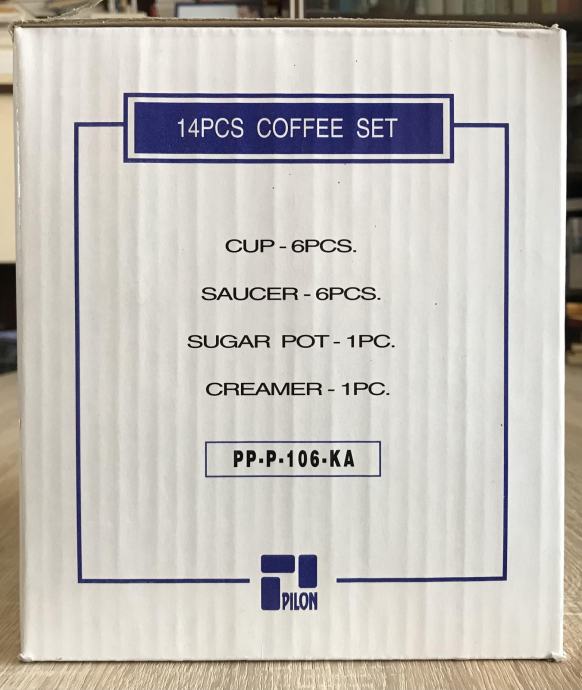 14PCS COFFEE SET
CUP - 6PCS.
SAUCER - 6PCS.
SUGAR POT - 1PC.
CREAMER - 1PC.
PP-P-106-KA
PILON